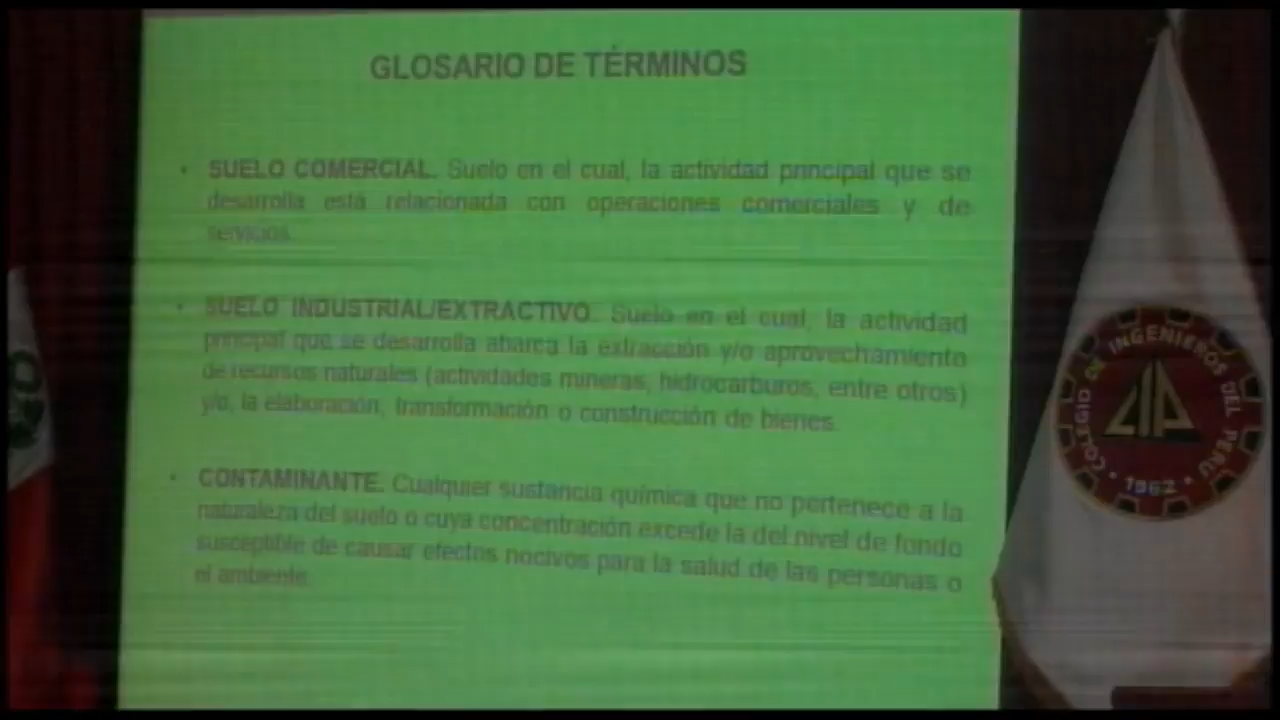 GLOSARIO DE TÉRMINOS
• SUELO COMERCIAL. Suelo en el cual, la actividad principal que se
desarrolla está relacionada con operaciones comerciales y de
servicios.
• SUELO INDUSTRIAL/EXTRACTIVO. Suelo en el cual, la actividad
principal que se desarrolla abarca la extracción y/o aprovechamiento
de recursos naturales (actividades mineras, hidrocarburos, entre otros)
y/o, la elaboración, transformación o construcción de bienes.
• CONTAMINANTE. Cualquier sustancia química que no pertenece a la
naturaleza del suelo o cuya concentración excede la del nivel de fondo
susceptible de causar efectos nocivos para la salud de las personas o
el ambiente.
COLEGIO DE INGENIEROS DEL PERU
CIP
• 1962 •